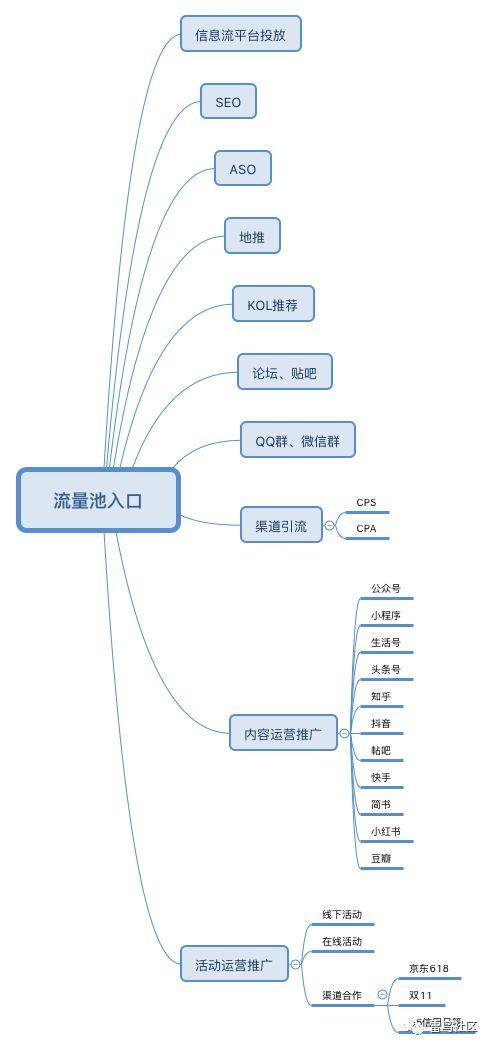 信息流平台投放
SEO
ASO
地推
KOL推荐
论坛、贴吧
QQ群、微信群
流量池入口
渠道引流
CPS
CPA
内容运营推广
公众号
小程序
生活号
头条号
知乎
抖音
帖吧
快手
简书
小红书
豆瓣
活动运营推广
线下活动
在线活动
渠道合作
京东618
双11